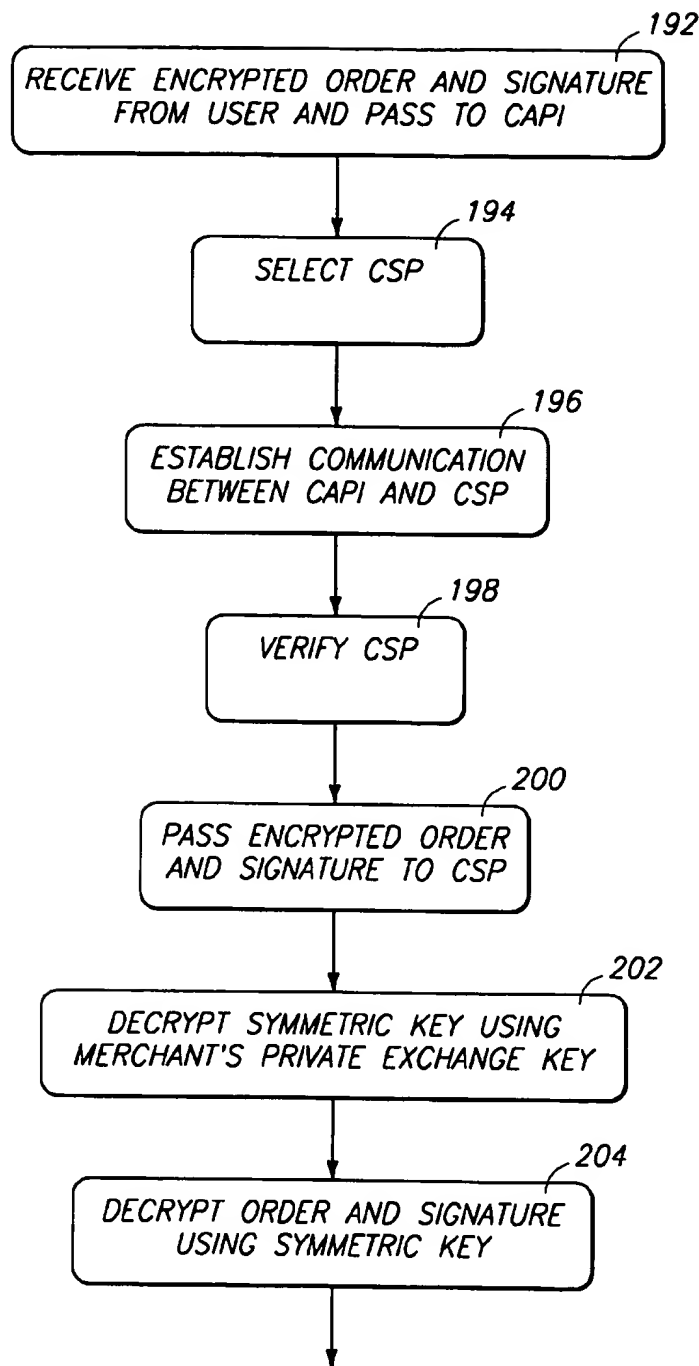 192
RECEIVE ENCRYPTED ORDER AND SIGNATURE
FROM USER AND PASS TO CAPI
194
SELECT CSP
196
ESTABLISH COMMUNICATION
BETWEEN CAPI AND CSP
198
VERIFY CSP
200
PASS ENCRYPTED ORDER
AND SIGNATURE TO CSP
202
DECRYPT SYMMETRIC KEY USING
MERCHANT'S PRIVATE EXCHANGE KEY
204
DECRYPT ORDER AND SIGNATURE
USING SYMMETRIC KEY